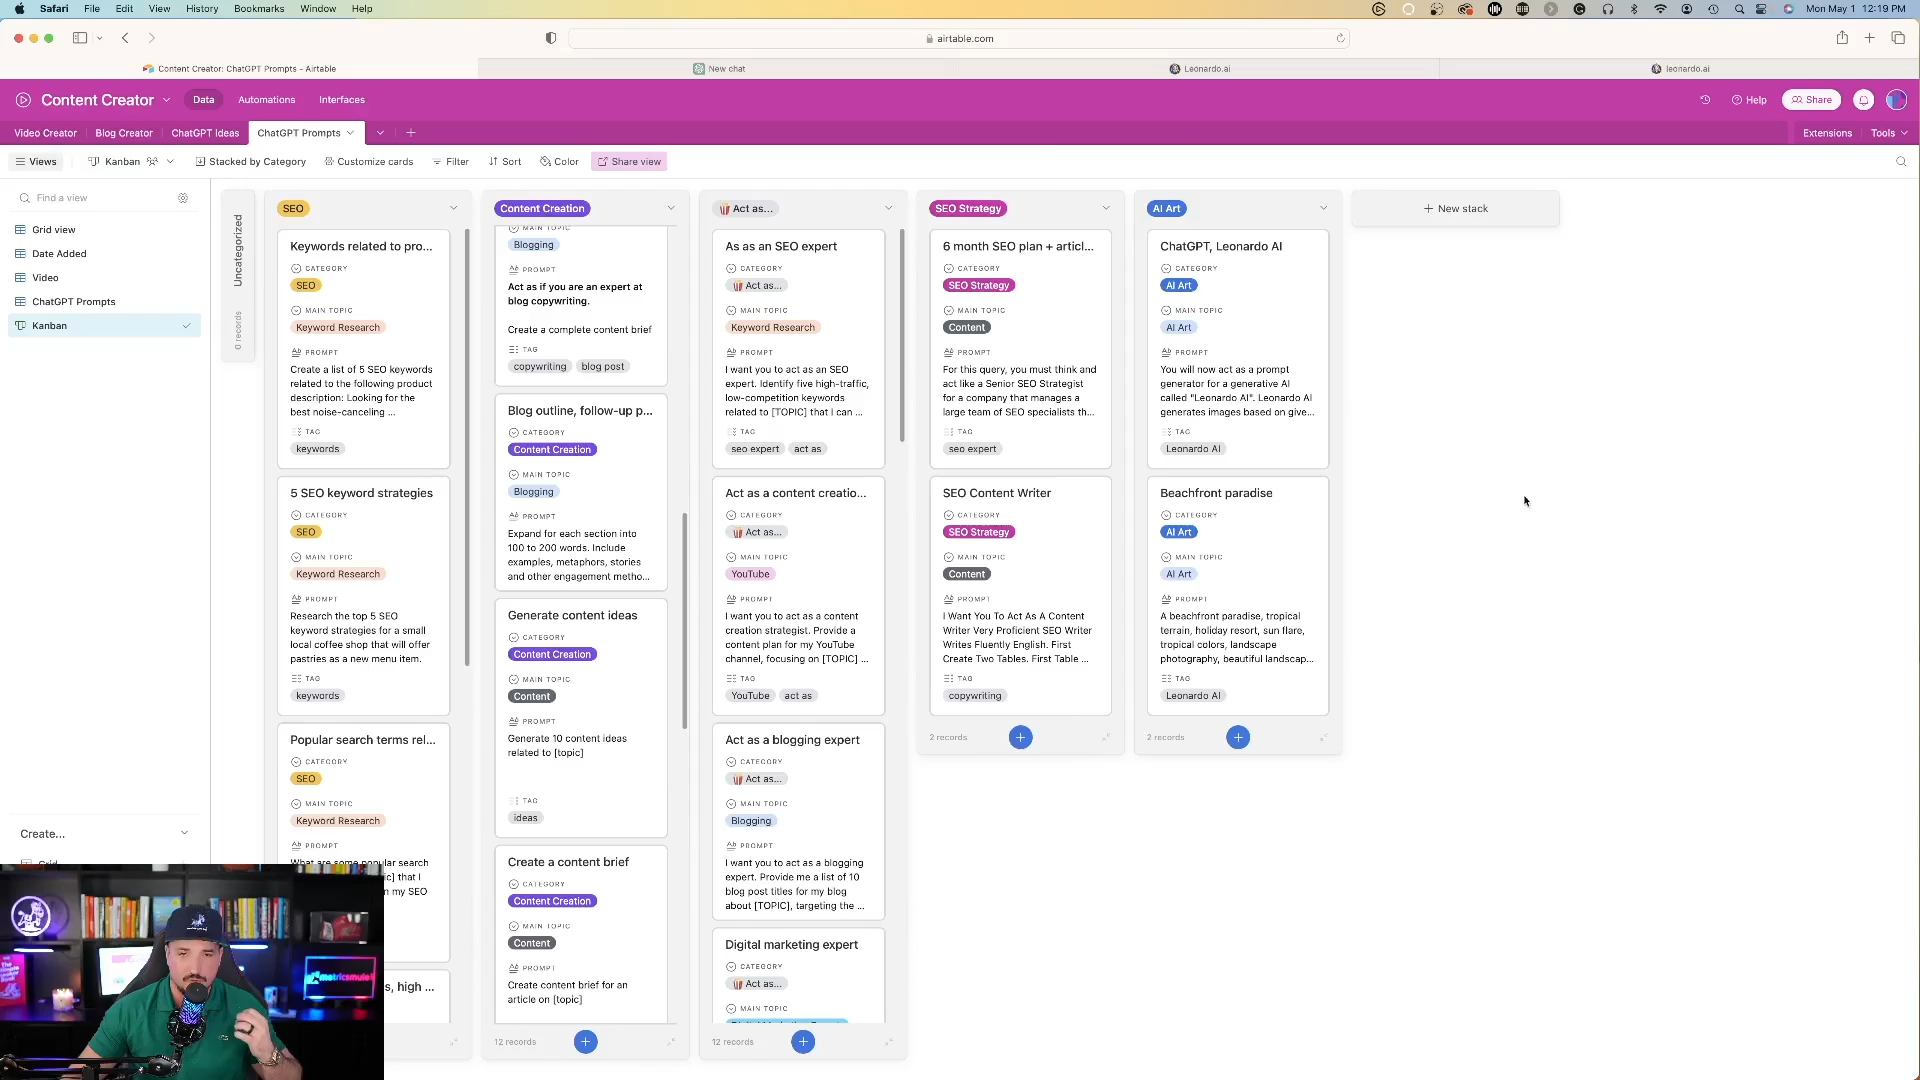 Safari File Edit View History Bookmarks Window Help
Mon May 1 12:19 PM
airtable.com
Content Creator: ChatGPT Prompts - Airtable
New chat
Leonardo.ai
leonardo.ai
Content Creator
Data
Automations
Interfaces
Help
Share
Video Creator
Blog Creator
ChatGPT Ideas
ChatGPT Prompts
Extensions
Tools
Views
Kanban
Stacked by Category
Customize cards
Filter
Sort
Color
Share view
Find a view
Grid view
Date Added
Video
ChatGPT Prompts
Kanban
Create...
Grid
Uncategorized
0 records
SEO
Keywords related to pro...
CATEGORY
SEO
MAIN TOPIC
Keyword Research
PROMPT
Create a list of 5 SEO keywords
related to the following product
description: Looking for the
best noise-canceling ...
TAG
keywords
5 SEO keyword strategies
CATEGORY
SEO
MAIN TOPIC
Keyword Research
PROMPT
Research the top 5 SEO
keyword strategies for a small
local coffee shop that will offer
pastries as a new menu item.
TAG
keywords
Popular search terms rel...
CATEGORY
SEO
MAIN TOPIC
Keyword Research
PROMPT
What are some popular search
that I
my SEO
high ...
Content Creation
MAIN TOPIC
Blogging
PROMPT
Act as if you are an expert at
blog copywriting.
Create a complete content brief
TAG
copywriting blog post
Blog outline, follow-up p...
CATEGORY
Content Creation
MAIN TOPIC
Blogging
PROMPT
Expand for each section into
100 to 200 words. Include
examples, metaphors, stories
and other engagement metho...
Generate content ideas
CATEGORY
Content Creation
MAIN TOPIC
Content
PROMPT
Generate 10 content ideas
related to [topic]
TAG
ideas
Create a content brief
CATEGORY
Content Creation
MAIN TOPIC
Content
PROMPT
Create content brief for an
article on [topic]
12 records
Act as...
As as an SEO expert
CATEGORY
Act as...
MAIN TOPIC
Keyword Research
PROMPT
I want you to act as an SEO
expert. Identify five high-traffic,
low-competition keywords
related to [TOPIC] that I can ...
TAG
seo expert act as
Act as a content creatio...
CATEGORY
Act as...
MAIN TOPIC
YouTube
PROMPT
I want you to act as a content
creation strategist. Provide a
content plan for my YouTube
channel, focusing on [TOPIC] ...
TAG
YouTube act as
Act as a blogging expert
CATEGORY
Act as...
MAIN TOPIC
Blogging
PROMPT
I want you to act as a blogging
expert. Provide me a list of 10
blog post titles for my blog
about [TOPIC], targeting the ...
Digital marketing expert
CATEGORY
Act as...
MAIN TOPIC
12 records
SEO Strategy
6 month SEO plan + articl...
CATEGORY
SEO Strategy
MAIN TOPIC
Content
PROMPT
For this query, you must think and
act like a Senior SEO Strategist
for a company that manages a
large team of SEO specialists th...
TAG
seo expert
SEO Content Writer
CATEGORY
SEO Strategy
MAIN TOPIC
Content
PROMPT
I Want You To Act As A Content
Writer Very Proficient SEO Writer
Writes Fluently English. First
Create Two Tables. First Table ...
TAG
copywriting
2 records
AI Art
ChatGPT, Leonardo AI
CATEGORY
AI Art
MAIN TOPIC
AI Art
PROMPT
You will now act as a prompt
generator for a generative AI
called "Leonardo AI". Leonardo AI
generates images based on give...
TAG
Leonardo AI
Beachfront paradise
CATEGORY
AI Art
MAIN TOPIC
AI Art
PROMPT
A beachfront paradise, tropical
terrain, holiday resort, sun flare,
tropical colors, landscape
photography, beautiful landscap...
TAG
Leonardo AI
2 records
New stack
metricsmule